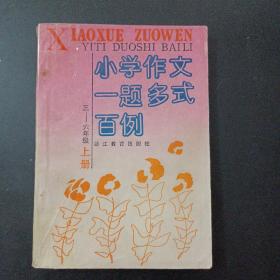 XIAOXUE ZUOWEN
YITI DUOSHI BAILI
小学作文
一题多式
百例
三—六年级 上册
浙江教育出版社